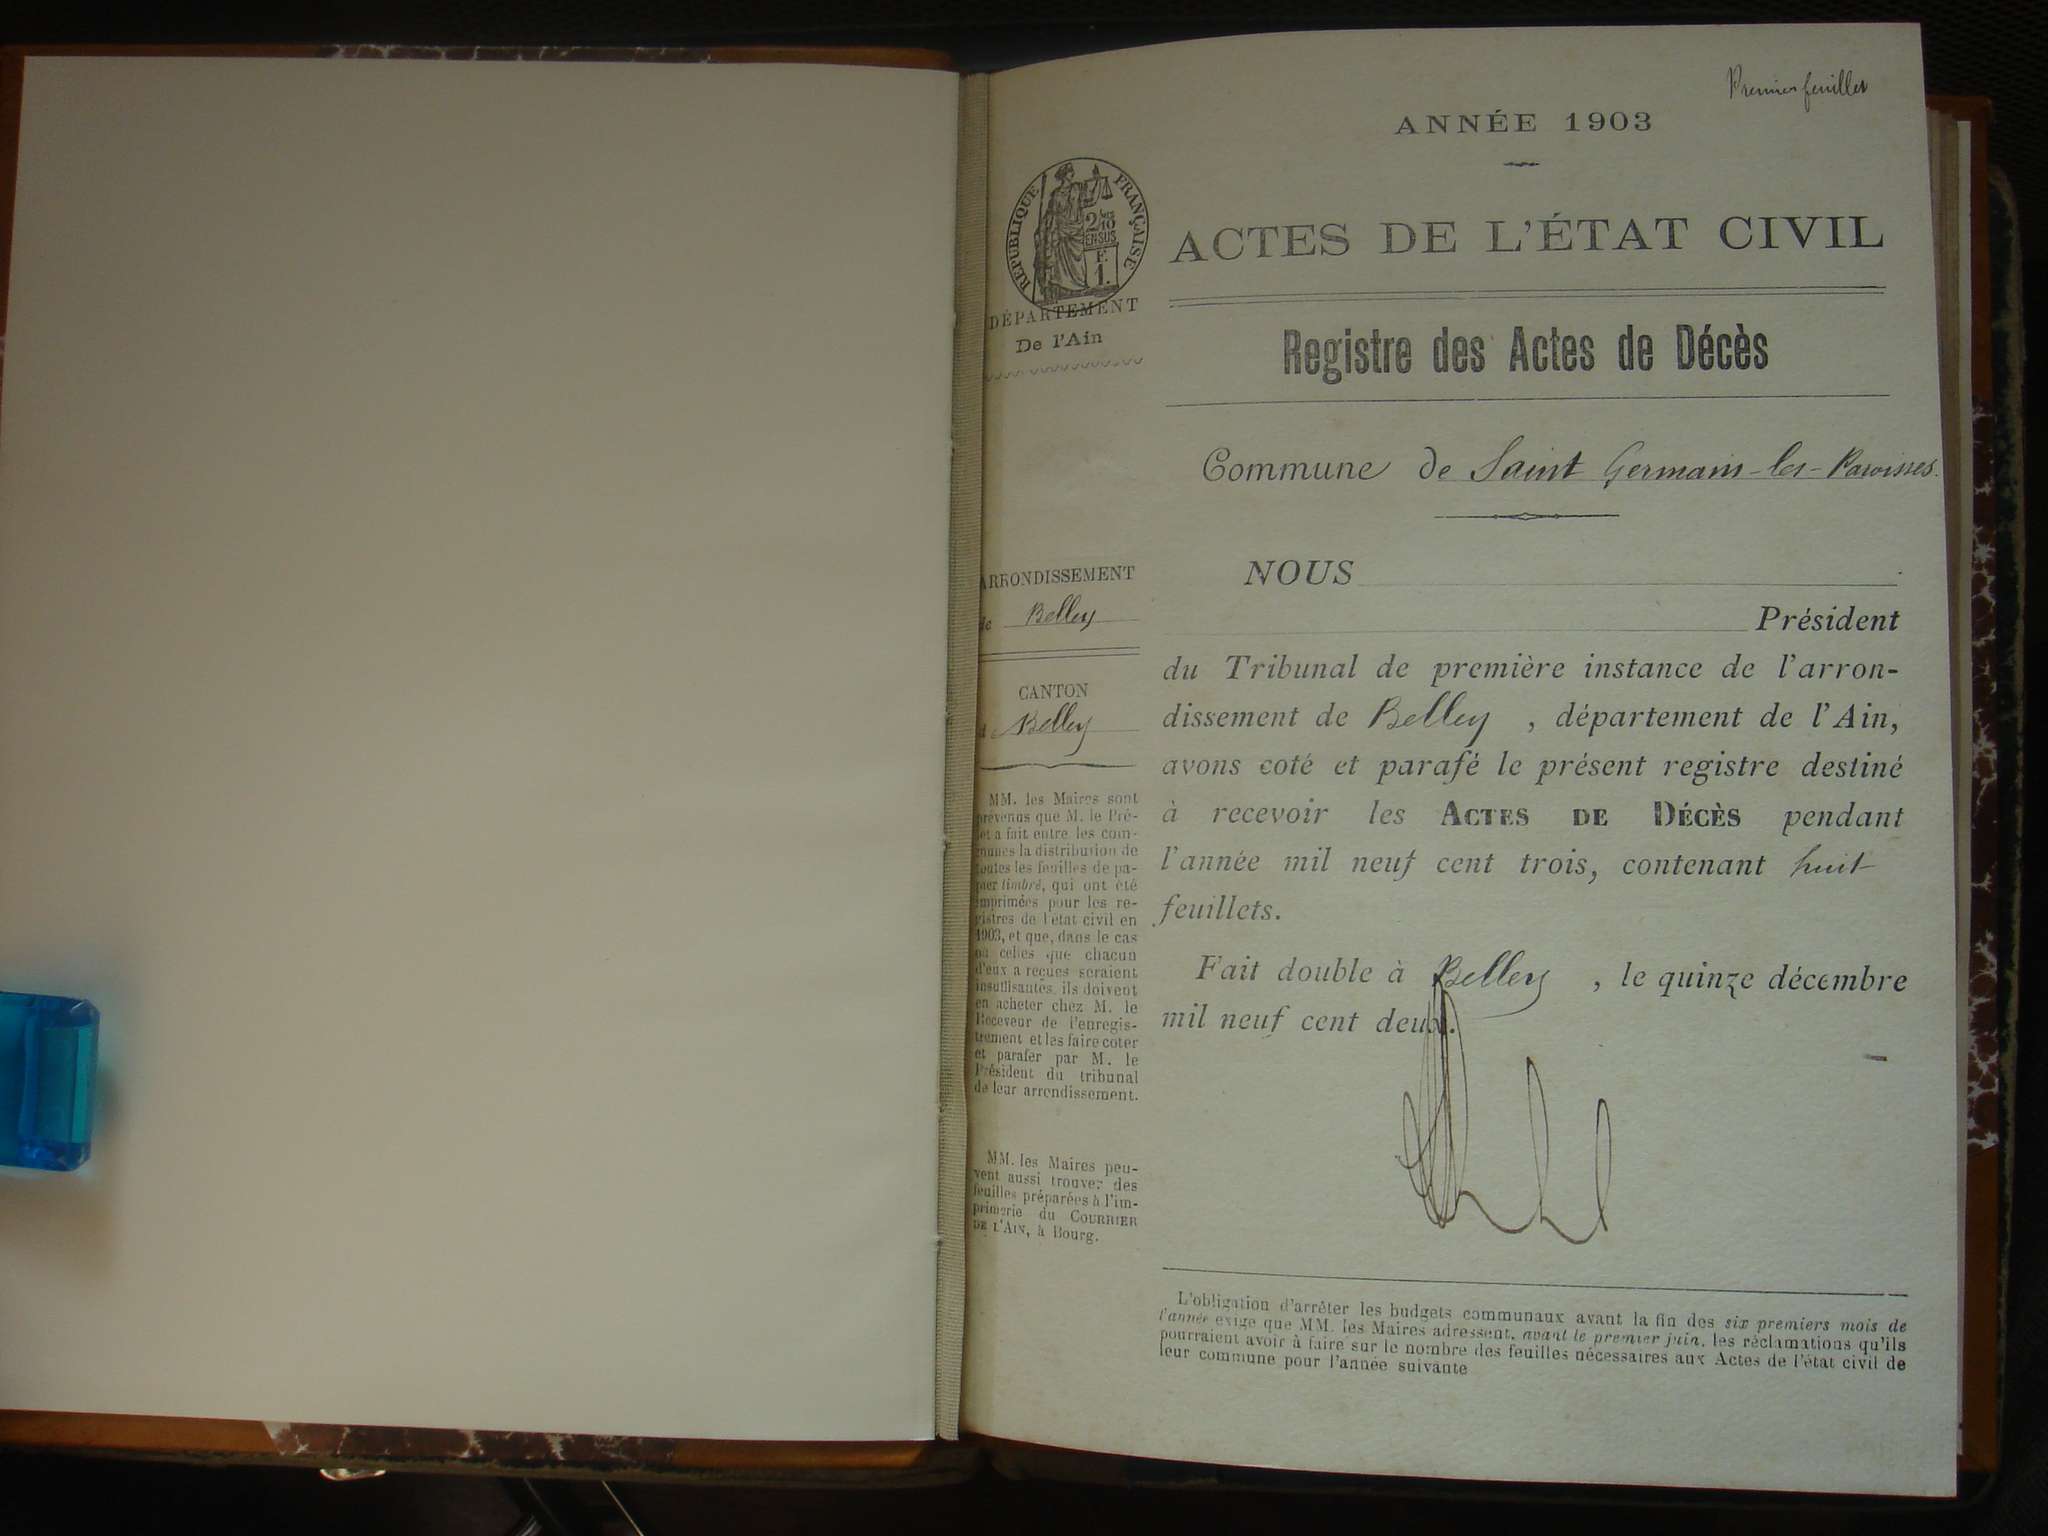 Premier feuillet
ANNÉE 1903
RÉPUBLIQUE FRANÇAISE
2/10
EN SUS
F.
1.
ACTES DE L'ÉTAT CIVIL
DÉPARTEMENT
De l'Ain
Registre des Actes de Décès
Commune de Saint Germain-les-Paroisses.
ARRONDISSEMENT
de Belley
CANTON
de Belley
MM. les Maires sont
prévenus que M. le Pré-
fet a fait entre les com-
munes la distribution de
toutes les feuilles de pa-
pier timbré, qui ont été
imprimées pour les re-
gistres de l'état civil en
1903, et que, dans le cas
où celles que chacun
d'eux a reçues seraient
insuffisantes, ils doivent
en acheter chez M. le
Receveur de l'enregis-
trement et les faire coter
et parafer par M. le
Président du tribunal
de leur arrondissement.
MM. les Maires peu-
vent aussi trouver des
feuilles préparées à l'im-
primerie du COURRIER
DE L'AIN, à Bourg.
NOUS
Président
du Tribunal de première instance de l'arron-
dissement de Belley, département de l'Ain,
avons coté et parafé le présent registre destiné
à recevoir les ACTES DE DÉCÈS pendant
l'année mil neuf cent trois, contenant huit
feuillets.
Fait double à Belley, le quinze décembre
mil neuf cent deux.
L'obligation d'arrêter les budgets communaux avant la fin des six premiers mois de
l'année exige que MM. les Maires adressent, avant le premier juin, les réclamations qu'ils
pourraient avoir à faire sur le nombre des feuilles nécessaires aux Actes de l'état civil de
leur commune pour l'année suivante